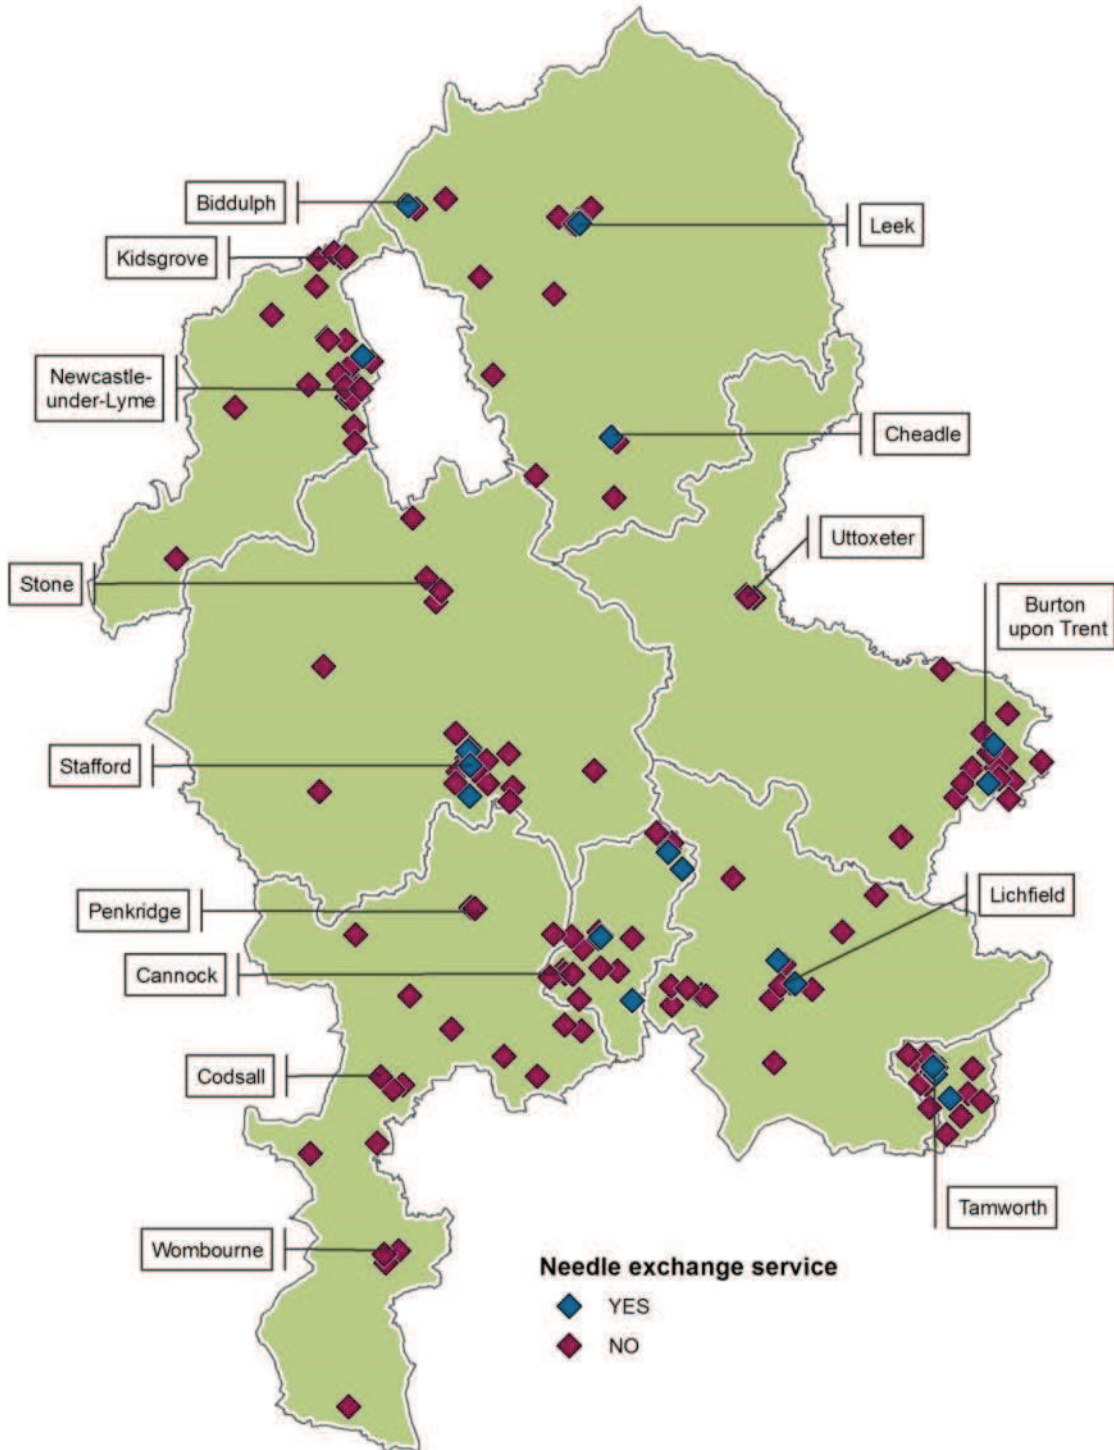 Biddulph
Leek
Kidsgrove
Newcastle-
under-Lyme
Cheadle
Uttoxeter
Stone
Burton
upon Trent
Stafford
Penkridge
Lichfield
Cannock
Codsall
Tamworth
Wombourne
Needle exchange service
YES
NO